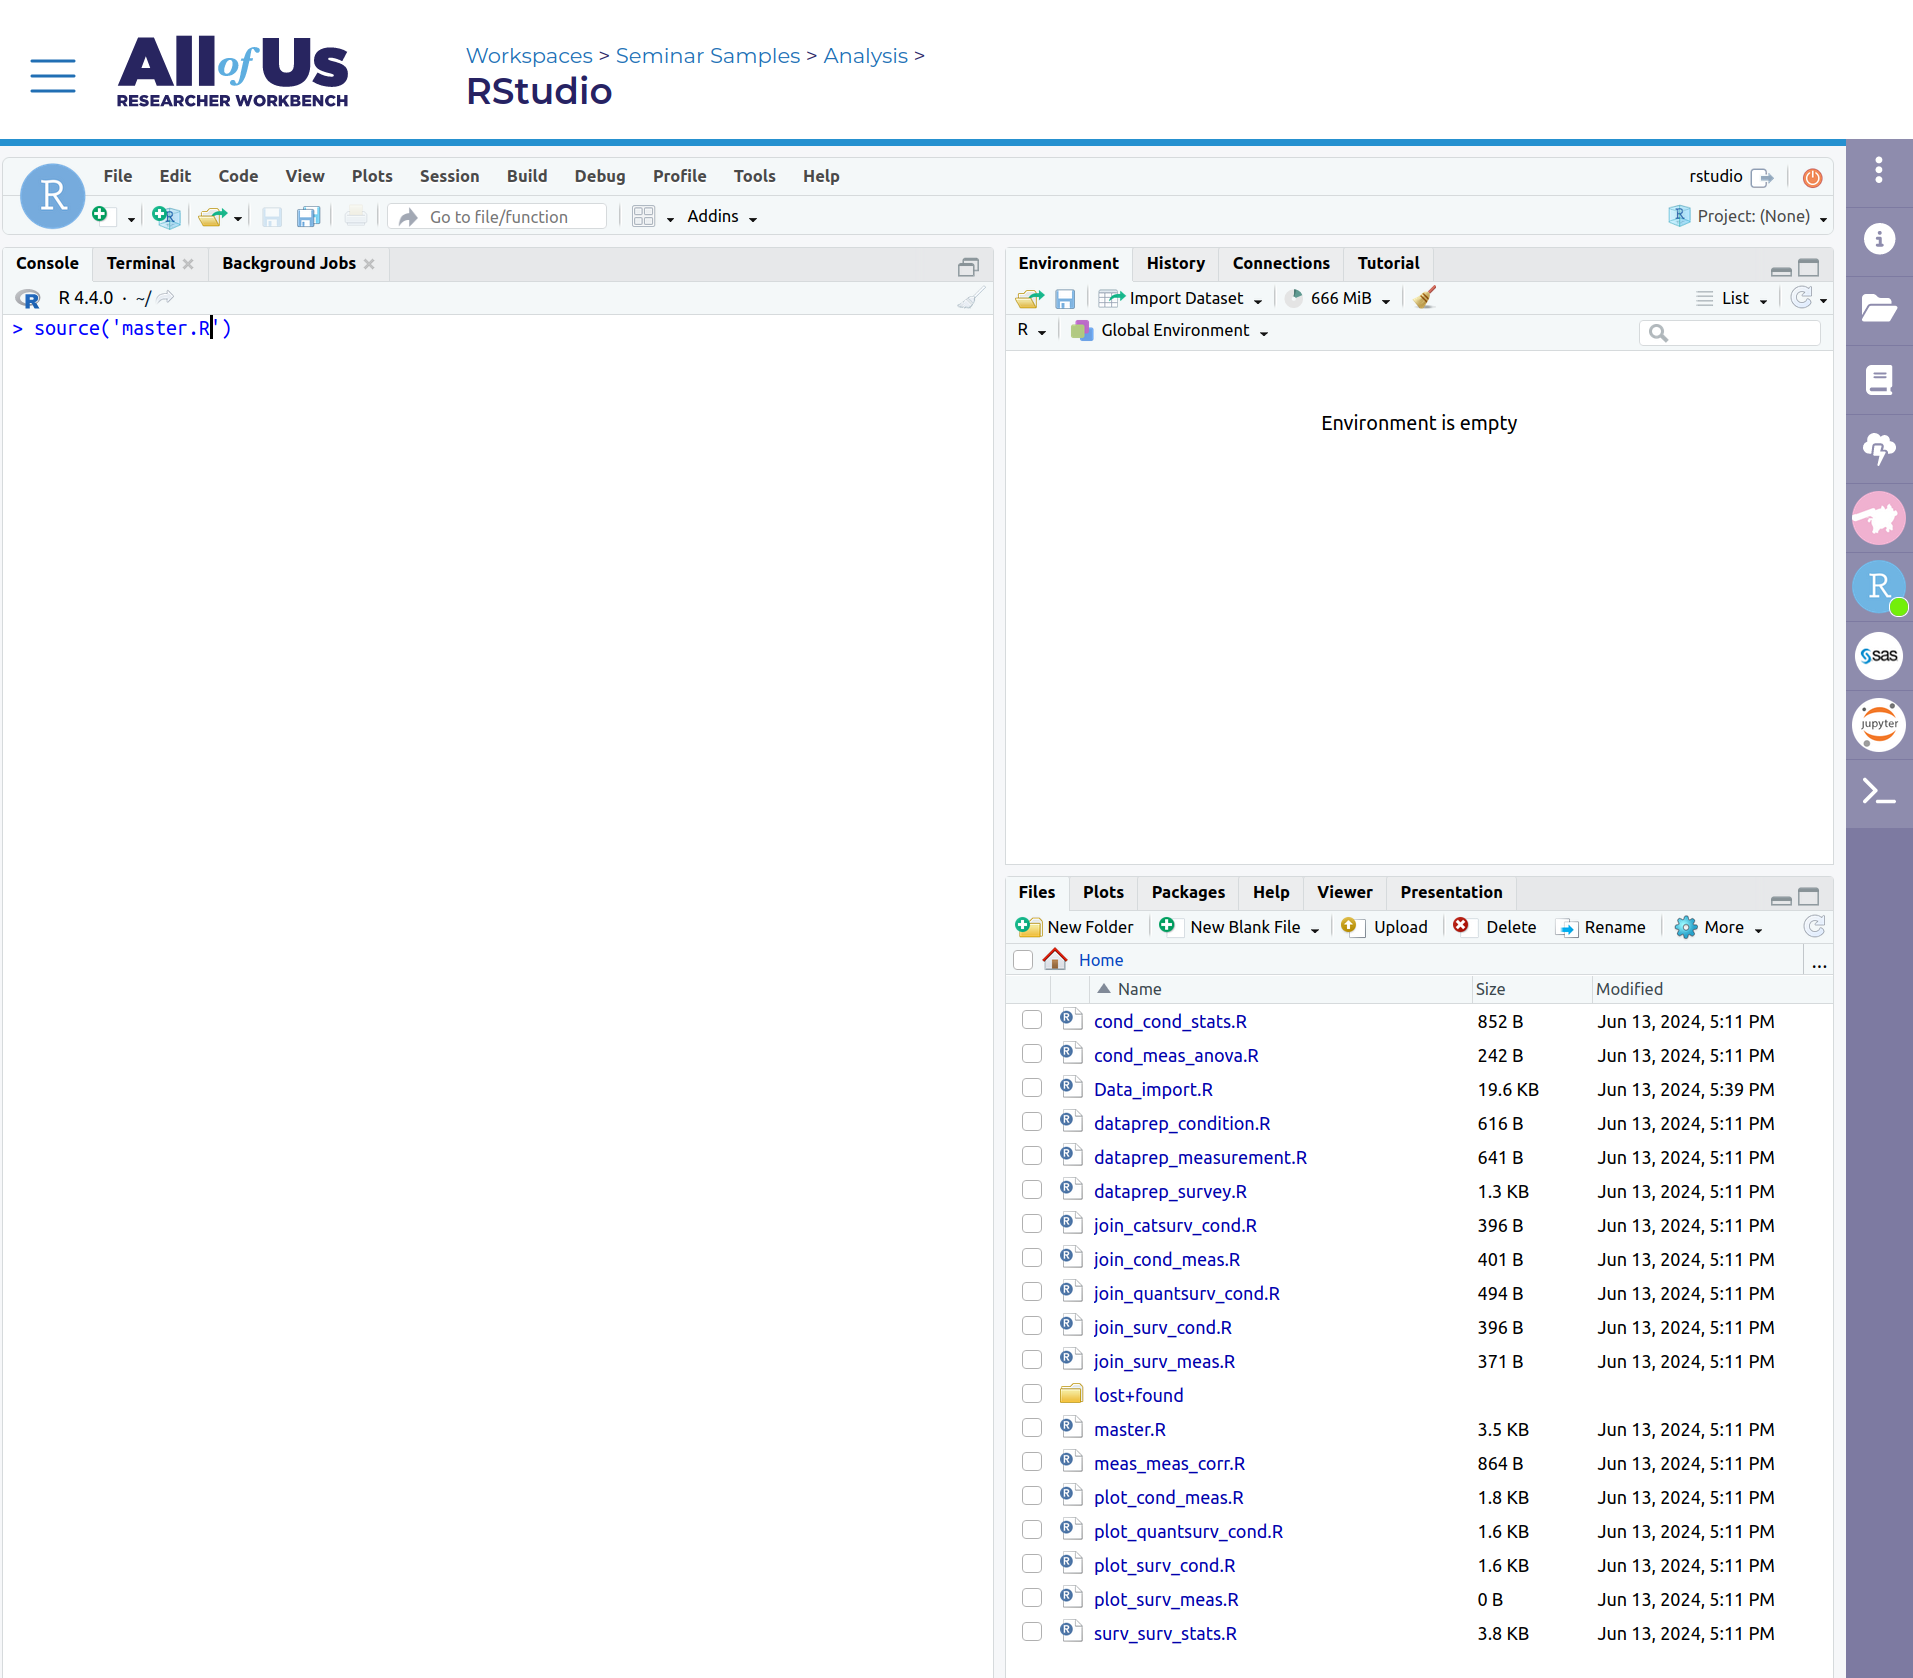 All of Us
RESEARCHER WORKBENCH
Workspaces > Seminar Samples > Analysis >
RStudio
R
File Edit Code View Plots Session Build Debug Profile Tools Help
rstudio
Go to file/function
Addins
Project: (None)
Console Terminal Background Jobs
R 4.4.0 · ~/
> source('master.R')
Environment History Connections Tutorial
Import Dataset 666 MiB List
R Global Environment
Environment is empty
Files Plots Packages Help Viewer Presentation
New Folder New Blank File Upload Delete Rename More
Home ...
Name Size Modified
cond_cond_stats.R 852 B Jun 13, 2024, 5:11 PM
cond_meas_anova.R 242 B Jun 13, 2024, 5:11 PM
Data_import.R 19.6 KB Jun 13, 2024, 5:39 PM
dataprep_condition.R 616 B Jun 13, 2024, 5:11 PM
dataprep_measurement.R 641 B Jun 13, 2024, 5:11 PM
dataprep_survey.R 1.3 KB Jun 13, 2024, 5:11 PM
join_catsurv_cond.R 396 B Jun 13, 2024, 5:11 PM
join_cond_meas.R 401 B Jun 13, 2024, 5:11 PM
join_quantsurv_cond.R 494 B Jun 13, 2024, 5:11 PM
join_surv_cond.R 396 B Jun 13, 2024, 5:11 PM
join_surv_meas.R 371 B Jun 13, 2024, 5:11 PM
lost+found
master.R 3.5 KB Jun 13, 2024, 5:11 PM
meas_meas_corr.R 864 B Jun 13, 2024, 5:11 PM
plot_cond_meas.R 1.8 KB Jun 13, 2024, 5:11 PM
plot_quantsurv_cond.R 1.6 KB Jun 13, 2024, 5:11 PM
plot_surv_cond.R 1.6 KB Jun 13, 2024, 5:11 PM
plot_surv_meas.R 0 B Jun 13, 2024, 5:11 PM
surv_surv_stats.R 3.8 KB Jun 13, 2024, 5:11 PM
R
sas
jupyter